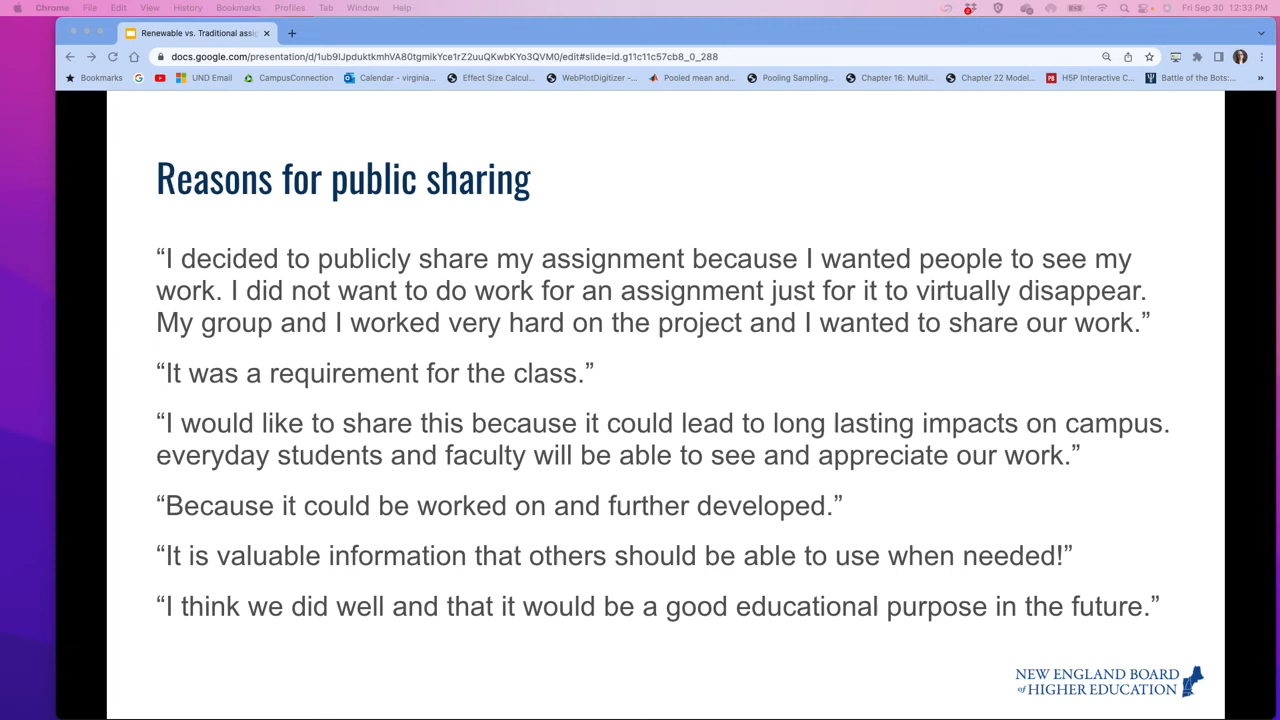 Chrome File Edit View History Bookmarks Profiles Tab Window Help Fri Sep 30 12:33 PM
Renewable vs. Traditional assig
docs.google.com/presentation/d/1ub9IJpduktkmhVA80tgmikYce1rZ2uuQKwbKYo3QVM0/edit#slide=id.g11c11c57cb8_0_288
Bookmarks UND Email CampusConnection Calendar - virginia... Effect Size Calcul... WebPlotDigitizer -... Pooled mean and... Pooling Sampling... Chapter 16: Multil... Chapter 22 Model... H5P Interactive C... Battle of the Bots:... »
Reasons for public sharing
“I decided to publicly share my assignment because I wanted people to see my
work. I did not want to do work for an assignment just for it to virtually disappear.
My group and I worked very hard on the project and I wanted to share our work.”
“It was a requirement for the class.”
“I would like to share this because it could lead to long lasting impacts on campus.
everyday students and faculty will be able to see and appreciate our work.”
“Because it could be worked on and further developed.”
“It is valuable information that others should be able to use when needed!”
“I think we did well and that it would be a good educational purpose in the future.”
NEW ENGLAND BOARD
of HIGHER EDUCATION